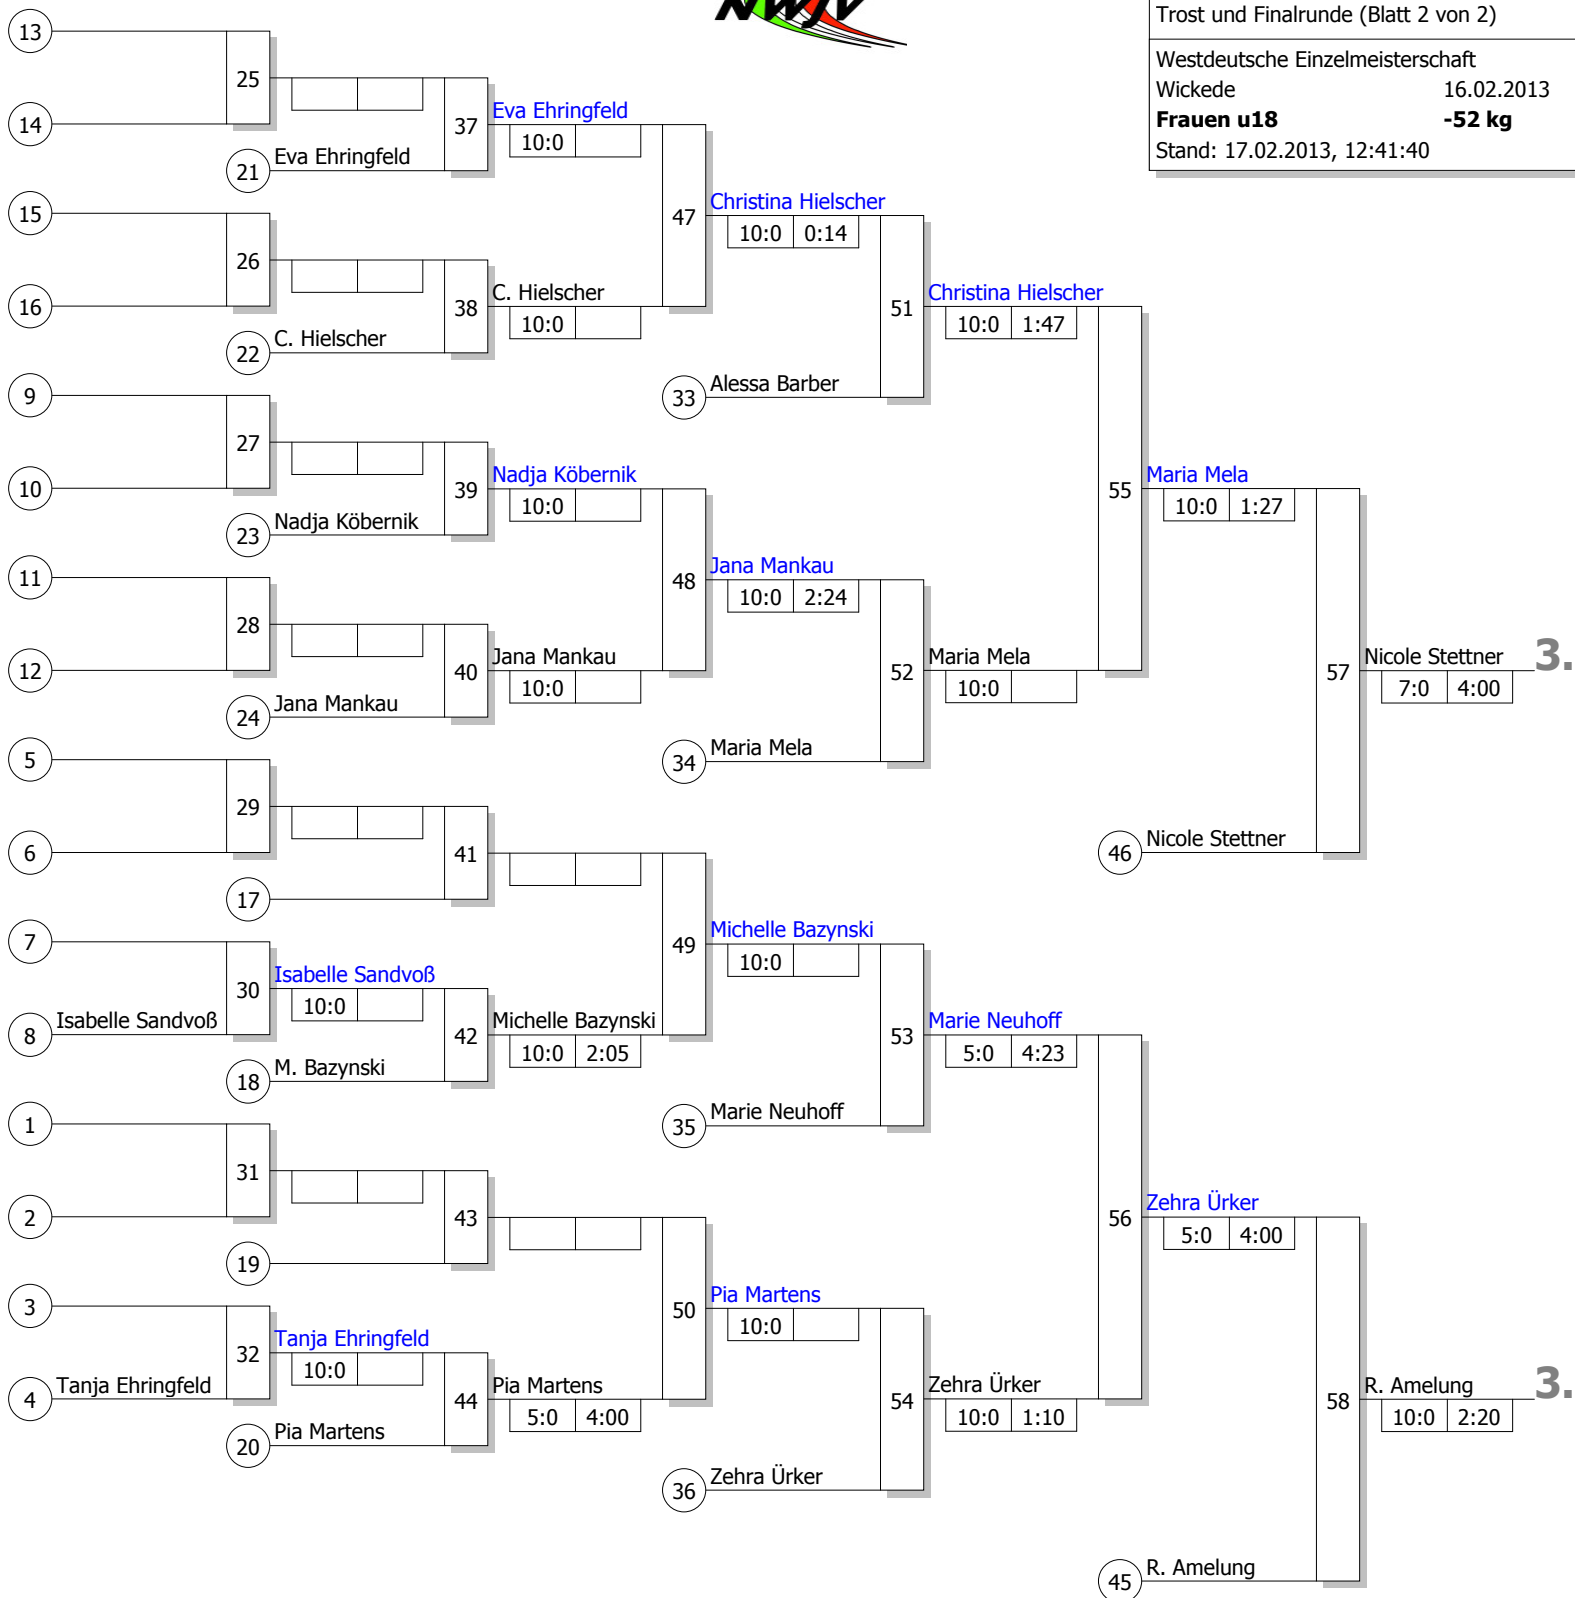 NWJV
Trost und Finalrunde (Blatt 2 von 2)
Westdeutsche Einzelmeisterschaft
Wickede 16.02.2013
Frauen u18 -52 kg
Stand: 17.02.2013, 12:41:40
13
25
14
37
Eva Ehringfeld
10:0
21
Eva Ehringfeld
15
47
Christina Hielscher
10:0 0:14
26
16
38
C. Hielscher
10:0
22
C. Hielscher
51
Christina Hielscher
10:0 1:47
33
Alessa Barber
9
27
10
39
Nadja Köbernik
10:0
23
Nadja Köbernik
55
Maria Mela
10:0 1:27
11
48
Jana Mankau
10:0 2:24
28
12
40
Jana Mankau
10:0
24
Jana Mankau
52
Maria Mela
10:0
34
Maria Mela
57
Nicole Stettner
3.
7:0 4:00
5
29
6
41
17
46
Nicole Stettner
7
49
Michelle Bazynski
10:0
30
Isabelle Sandvoß
10:0
8
Isabelle Sandvoß
42
Michelle Bazynski
10:0 2:05
18
M. Bazynski
53
Marie Neuhoff
5:0 4:23
35
Marie Neuhoff
1
31
2
43
19
56
Zehra Ürker
5:0 4:00
3
50
Pia Martens
10:0
32
Tanja Ehringfeld
10:0
4
Tanja Ehringfeld
44
Pia Martens
5:0 4:00
20
Pia Martens
54
Zehra Ürker
10:0 1:10
36
Zehra Ürker
58
R. Amelung
3.
10:0 2:20
45
R. Amelung